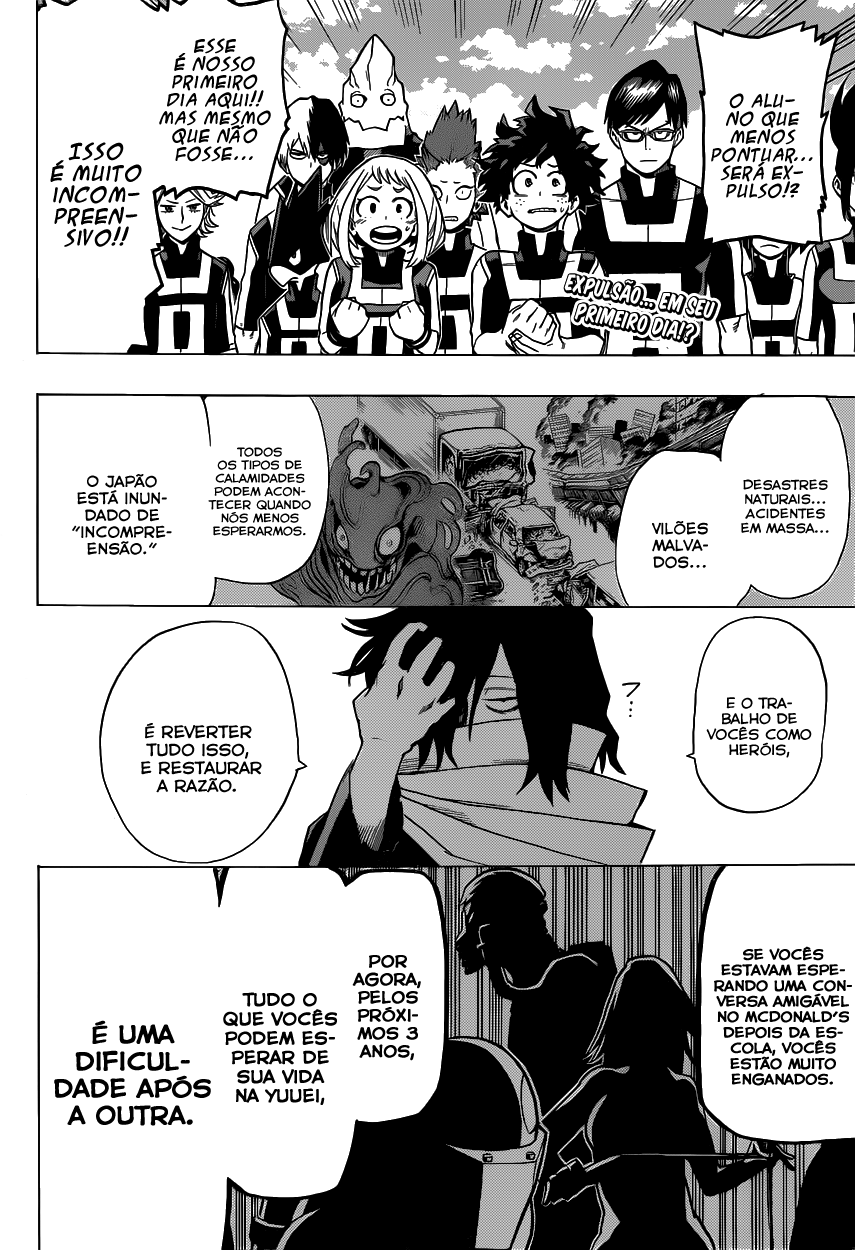 O ALU-
NO QUE
MENOS
PONTUAR...
SERÁ EX-
PULSO!?
EXPULSÃO... EM SEU
PRIMEIRO DIA!?
ESSE
É NOSSO
PRIMEIRO
DIA AQUI!!
MAS MESMO
QUE NÃO
FOSSE...
ISSO
É MUITO
INCOM-
PREEN-
SIVO!!
DESASTRES
NATURAIS...
ACIDENTES
EM MASSA...
VILÕES
MALVA-
DOS...
TODOS
OS TIPOS DE
CALAMIDADES
PODEM ACON-
TECER QUANDO
NÓS MENOS
ESPERARMOS.
O JAPÃO
ESTÁ INUN-
DADO DE
"INCOMPRE-
ENSÃO."
E O TRA-
BALHO DE
VOCÊS COMO
HERÓIS,
フ...
É REVERTER
TUDO ISSO,
E RESTAURAR
A RAZÃO.
SE VOCÊS
ESTAVAM ESPE-
RANDO UMA CON-
VERSA AMIGÁVEL
NO MCDONALD'S
DEPOIS DA ES-
COLA, VOCÊS
ESTÃO MUITO
ENGANADOS.
POR
AGORA,
PELOS
PRÓXI-
MOS 3
ANOS,
TUDO O
QUE VOCÊS
PODEM ES-
PERAR DE
SUA VIDA
NA YUUEI,
É UMA
DIFICUL-
DADE APÓS
A OUTRA.